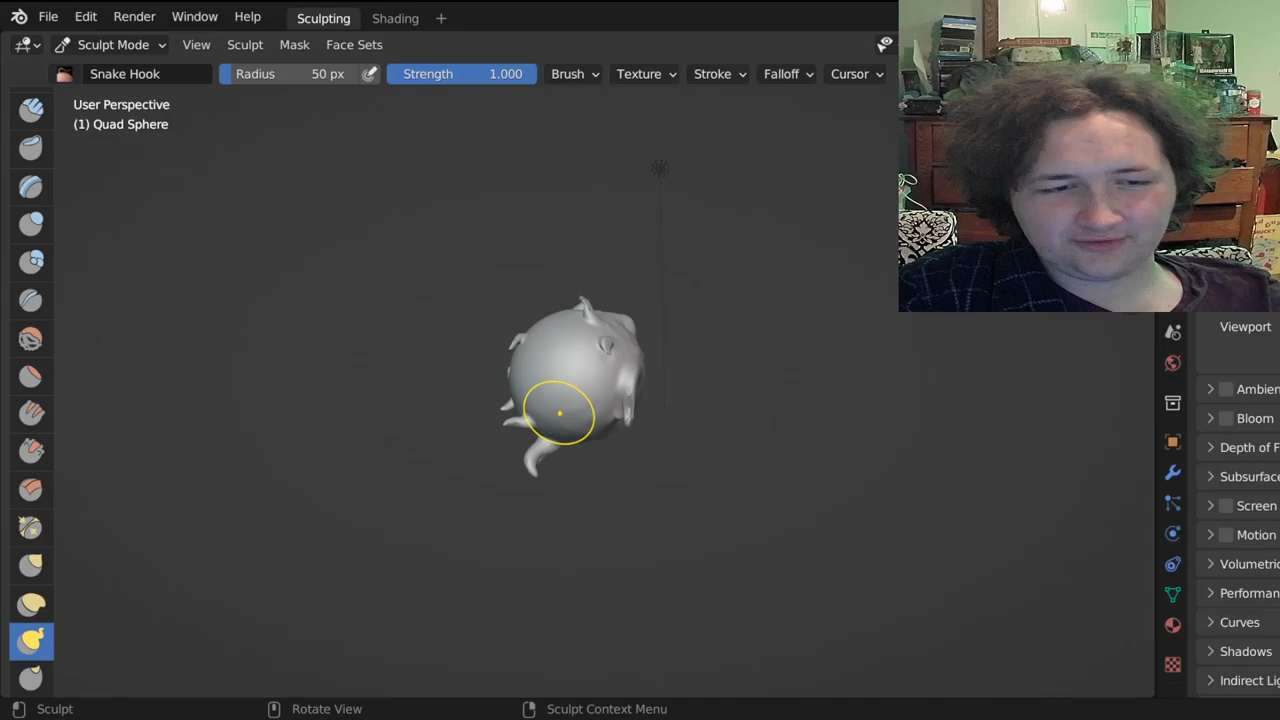 File Edit Render Window Help Sculpting Shading +
Sculpt Mode View Sculpt Mask Face Sets
Snake Hook Radius 50 px Strength 1.000 Brush Texture Stroke Falloff Cursor
User Perspective
(1) Quad Sphere
Viewport
Ambien
Bloom
Depth of F
Subsurface
Screen
Motion
Volumetric
Performan
Curves
Shadows
Indirect Lig
Sculpt Rotate View Sculpt Context Menu